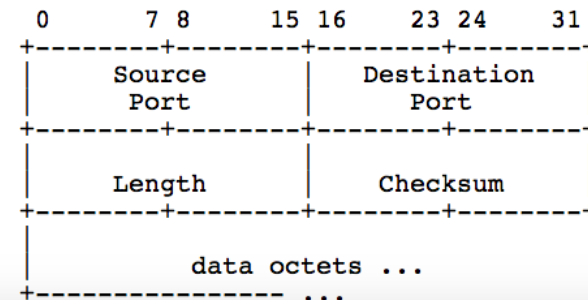 0 7 8 15 16 23 24 31
Source Destination
Port Port
Length Checksum
data octets ...
...